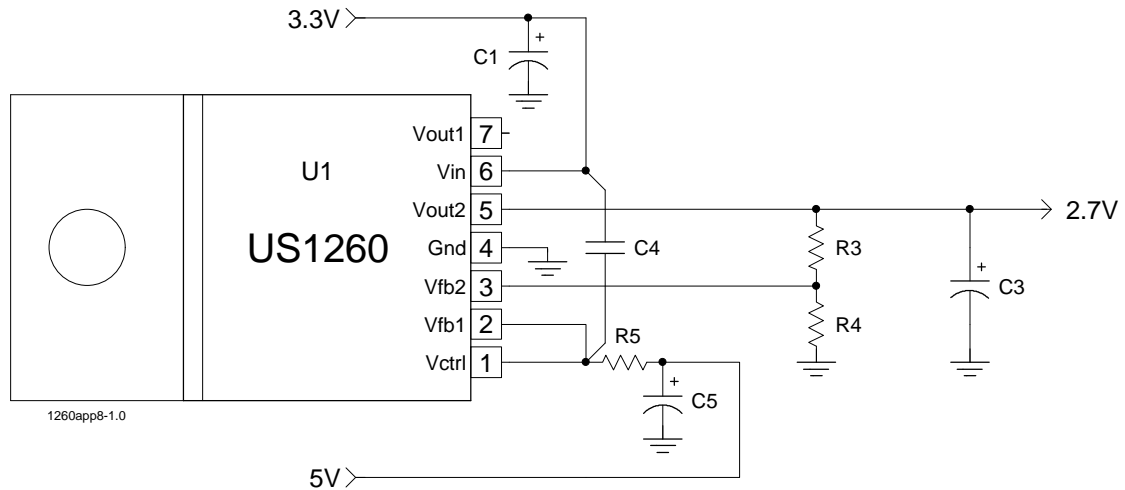 3.3V
C1
+
Vout1 7
U1
Vin 6
Vout2 5
2.7V
US1260
Gnd 4
C4
R3
+
C3
Vfb2 3
R4
Vfb1 2
R5
Vctrl 1
+
C5
1260app8-1.0
5V